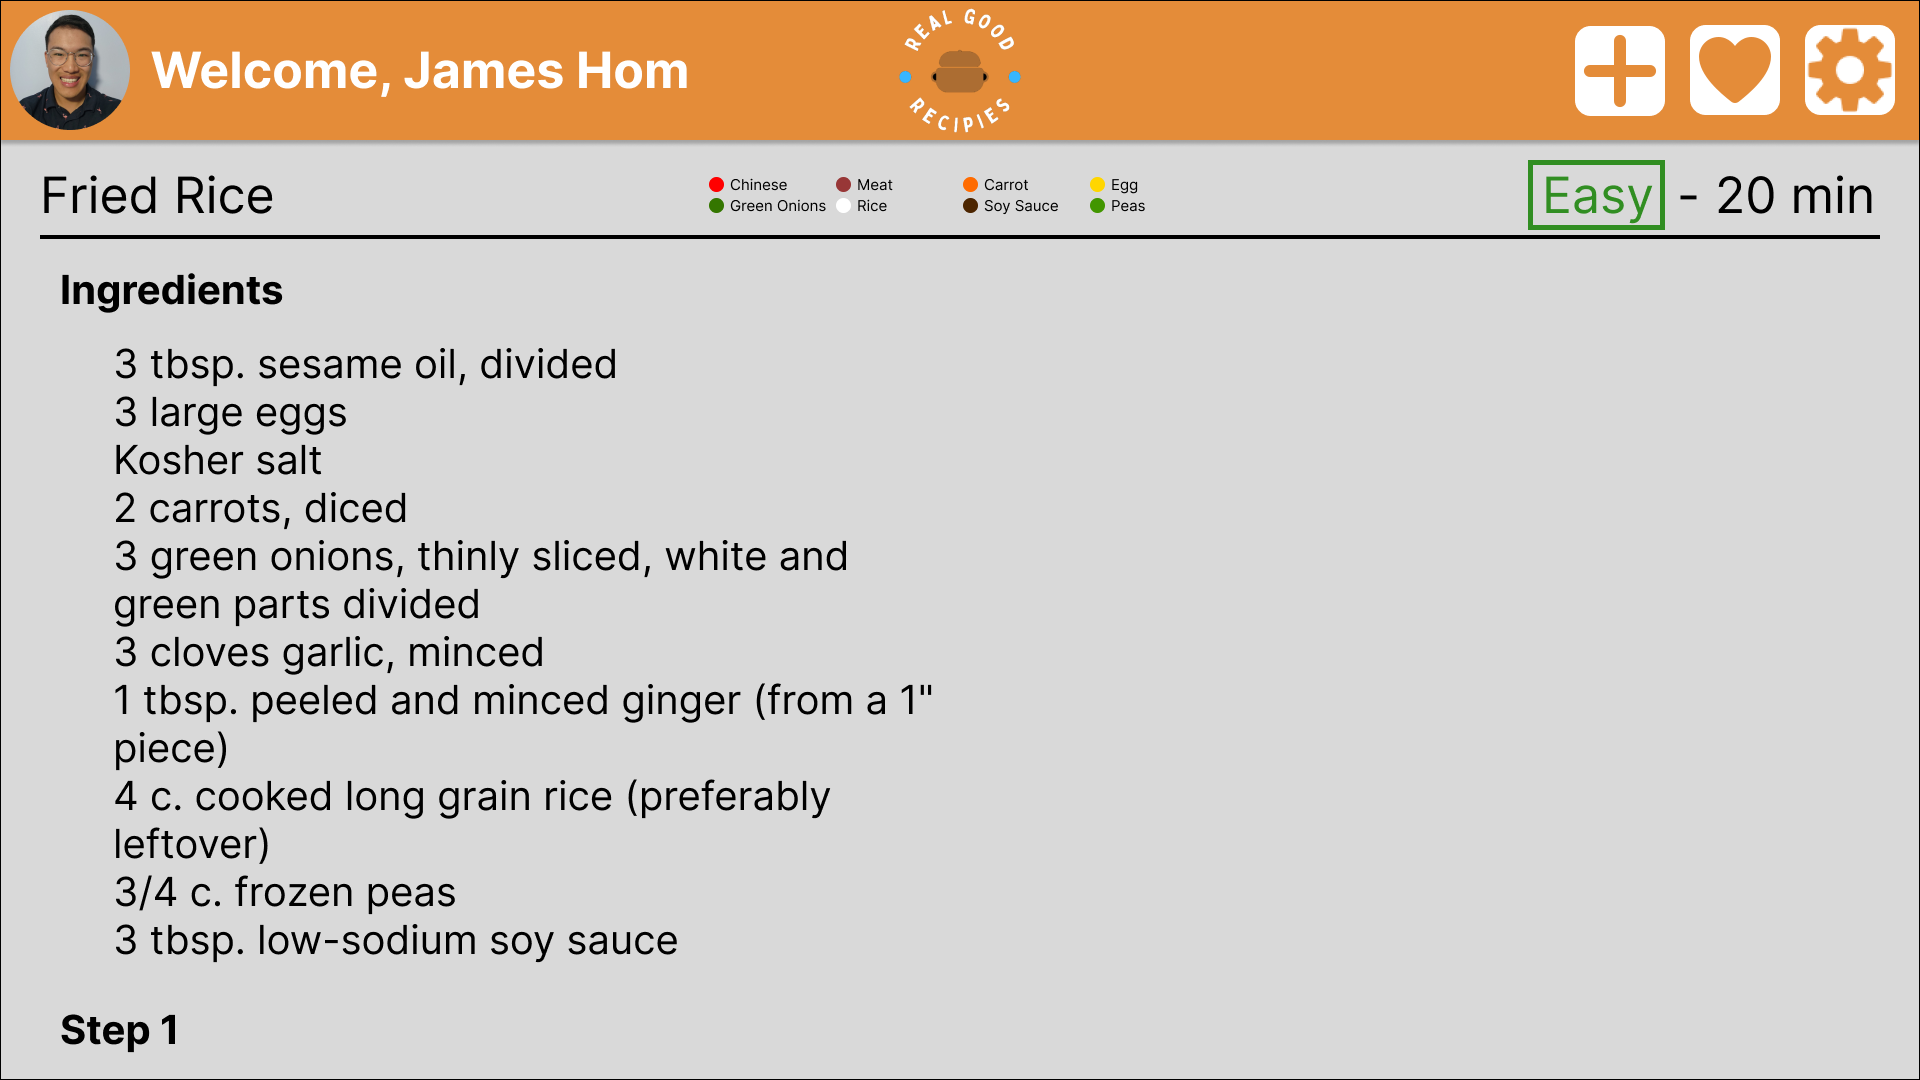 Welcome, James Hom
REAL GOOD
RECIPIES
Fried Rice
Chinese
Meat
Carrot
Egg
Green Onions
Rice
Soy Sauce
Peas
Easy - 20 min
Ingredients
3 tbsp. sesame oil, divided
3 large eggs
Kosher salt
2 carrots, diced
3 green onions, thinly sliced, white and
green parts divided
3 cloves garlic, minced
1 tbsp. peeled and minced ginger (from a 1"
piece)
4 c. cooked long grain rice (preferably
leftover)
3/4 c. frozen peas
3 tbsp. low-sodium soy sauce
Step 1